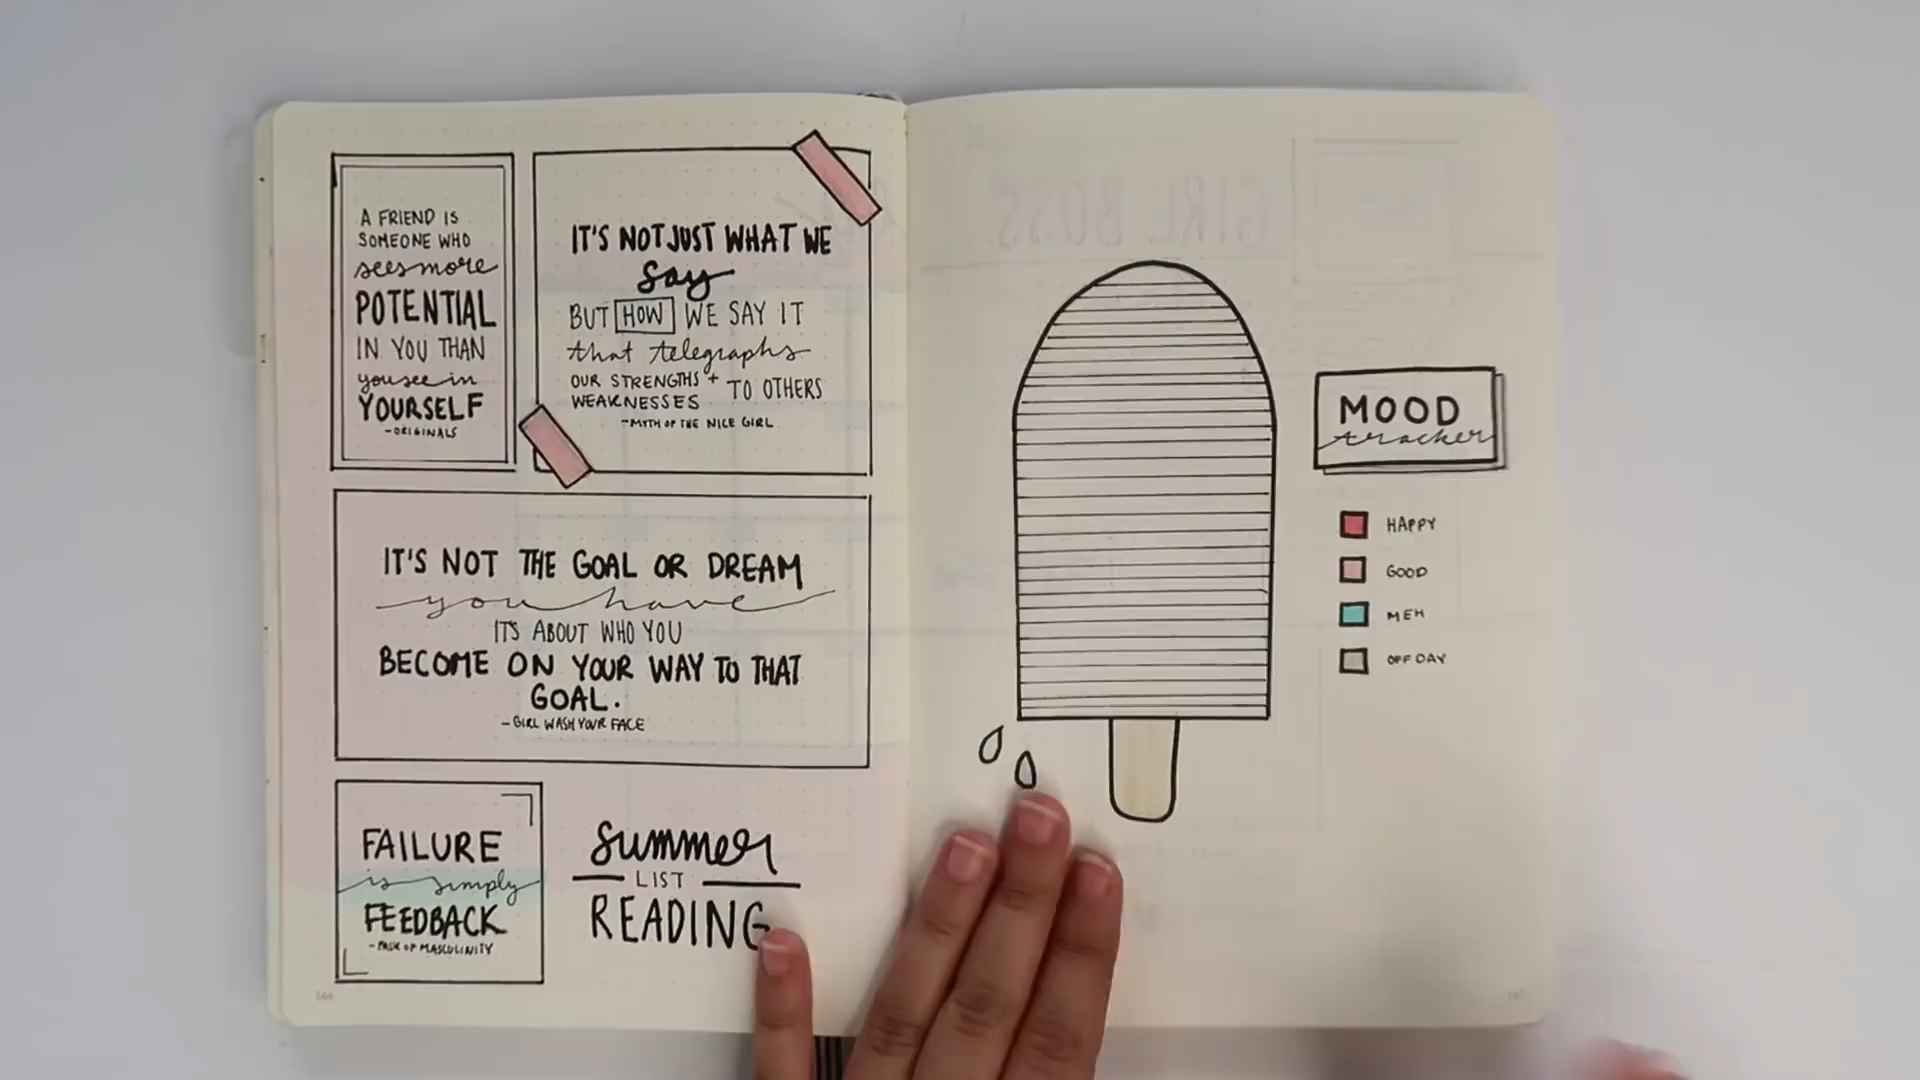 A FRIEND IS
SOMEONE WHO
sees more
POTENTIAL
IN YOU THAN
you see in
YOURSELF
- ORIGINALS
IT'S NOT JUST WHAT WE
say
BUT HOW WE SAY IT
that telegraphs
OUR STRENGTHS +
WEAKNESSES TO OTHERS
- MYTH OF THE NICE GIRL
IT'S NOT THE GOAL OR DREAM
you have
IT'S ABOUT WHO YOU
BECOME ON YOUR WAY TO THAT
GOAL.
- GIRL WASH YOUR FACE
FAILURE
is simply
FEEDBACK
- MASK OF MASCULINITY
summer
LIST
READING
MOOD
tracker
HAPPY
GOOD
MEH
OFF DAY
GIRL BOSS